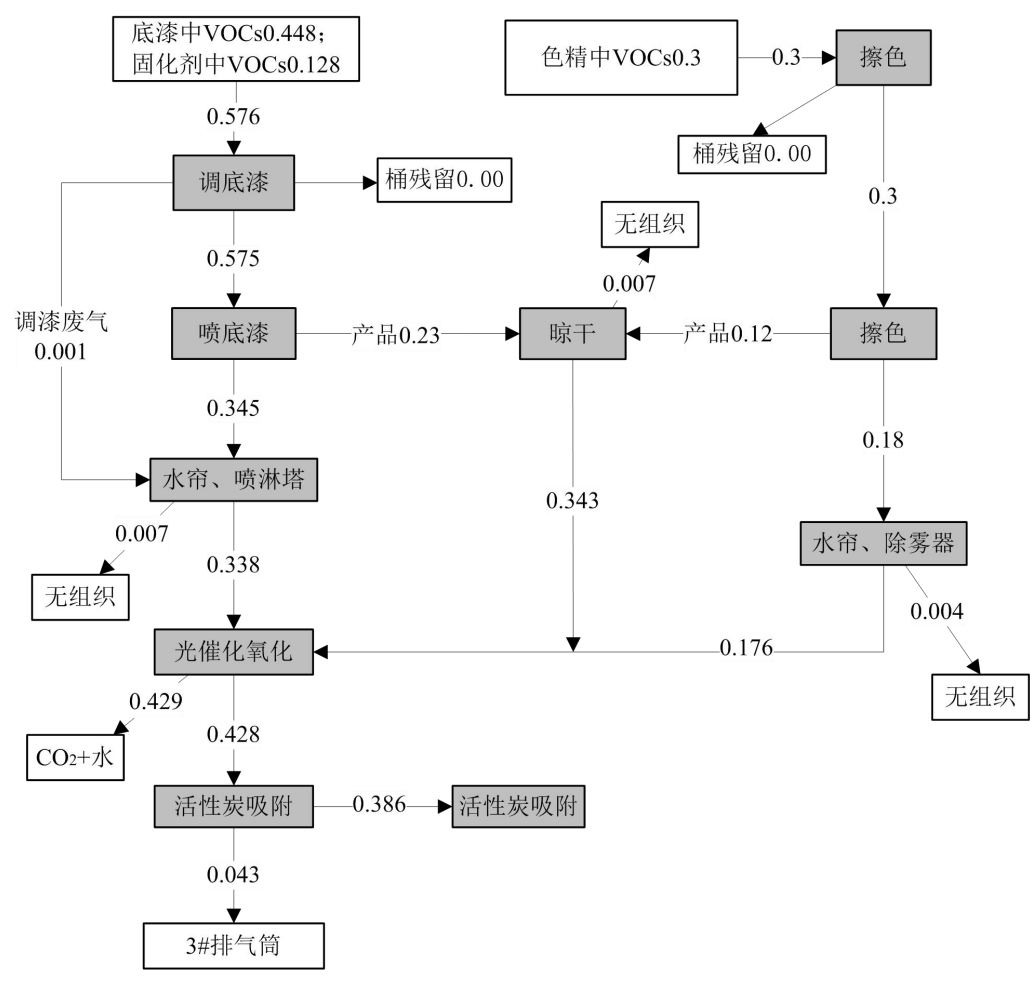 底漆中VOCs0.448；
固化剂中VOCs0.128
色精中VOCs0.3
0.3
擦色
0.576
桶残留0.00
调底漆
桶残留0.00
0.3
无组织
0.575
0.007
调漆废气
0.001
喷底漆
产品0.23
晾干
产品0.12
擦色
0.345
0.18
水帘、喷淋塔
0.343
0.007
水帘、除雾器
0.338
无组织
0.004
光催化氧化
0.176
无组织
0.429
0.428
CO2+水
活性炭吸附
0.386
活性炭吸附
0.043
3#排气筒